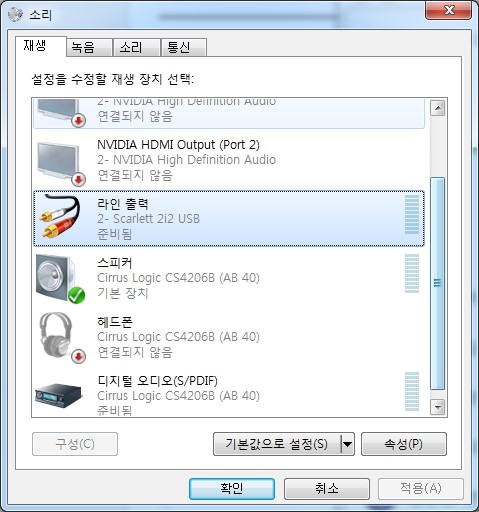 소리
재생
녹음
소리
통신
설정을 수정할 재생 장치 선택:
2- NVIDIA High Definition Audio
연결되지 않음
NVIDIA HDMI Output (Port 2)
2- NVIDIA High Definition Audio
연결되지 않음
라인 출력
2- Scarlett 2i2 USB
준비됨
스피커
Cirrus Logic CS4206B (AB 40)
기본 장치
헤드폰
Cirrus Logic CS4206B (AB 40)
연결되지 않음
디지털 오디오(S/PDIF)
Cirrus Logic CS4206B (AB 40)
준비됨
구성(C)
기본값으로 설정(S)
속성(P)
확인
취소
적용(A)